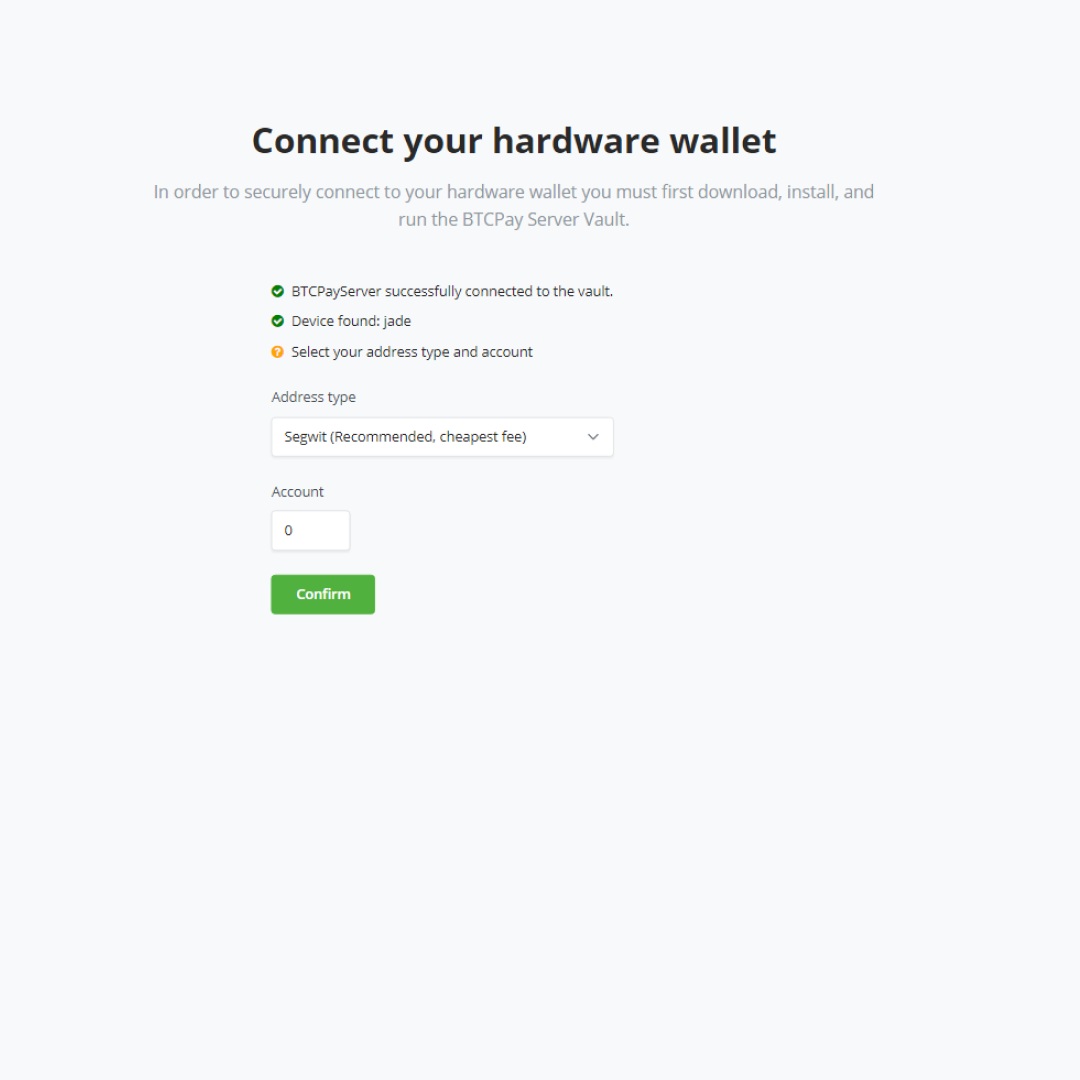 Connect your hardware wallet
In order to securely connect to your hardware wallet you must first download, install, and
run the BTCPay Server Vault.
BTCPayServer successfully connected to the vault.
Device found: jade
Select your address type and account
Address type
Segwit (Recommended, cheapest fee)
Account
0
Confirm